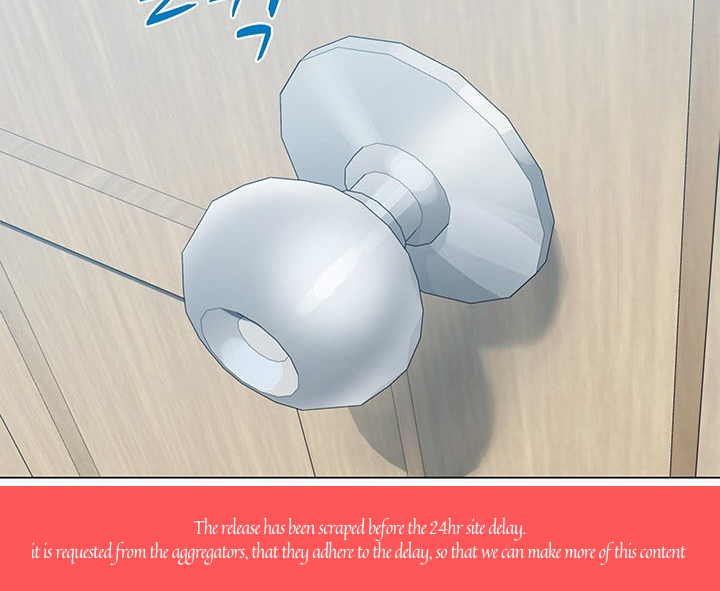 The release has been scraped before the 24hr site delay.
it is requested from the aggregators, that they adhere to the delay, so that we can make more of this content